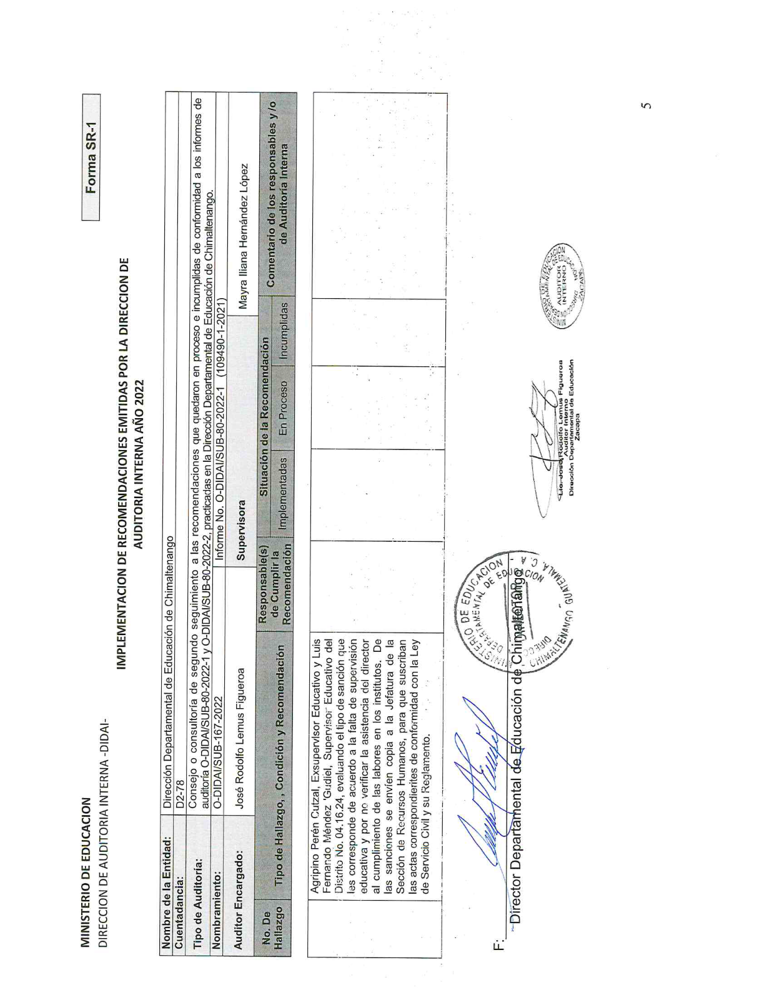 MINISTERIO DE EDUCACION
DIRECCION DE AUDITORIA INTERNA -DIDAI-
Forma SR-1
IMPLEMENTACION DE RECOMENDACIONES EMITIDAS POR LA DIRECCION DE
AUDITORIA INTERNA AÑO 2022
Nombre de la Entidad: Dirección Departamental de Educación de Chimaltenango
Cuentadancia: D2-78
Tipo de Auditoría: Consejo o consultoría de segundo seguimiento a las recomendaciones que quedaron en proceso e incumplidas de conformidad a los informes de
auditoría O-DIDAI/SUB-80-2022-1 y O-DIDAI/SUB-80-2022-2, practicadas en la Dirección Departamental de Educación de Chimaltenango.
Nombramiento: O-DIDAI/SUB-167-2022 Informe No. O-DIDAI/SUB-80-2022-1 (109490-1-2021)
Auditor Encargado: José Rodolfo Lemus Figueroa Supervisora Mayra Iliana Hernández López
No. De
Hallazgo
Tipo de Hallazgo, , Condición y Recomendación
Responsable(s)
de Cumplir la
Recomendación
Situación de la Recomendación
Implementadas En Proceso Incumplidas
Comentario de los responsables y/o
de Auditoría Interna
Agripino Perén Cutzal, Exsupervisor Educativo y Luis
Fernando Méndez Gudiel, Supervisor Educativo del
Distrito No. 04.16.24, evaluando el tipo de sanción que
les corresponde de acuerdo a la falta de supervisión
educativa y por no verificar la asistencia del director
al cumplimiento de las labores en los institutos. De
las sanciones se envíen copia a la Jefatura de la
Sección de Recursos Humanos, para que suscriban
las actas correspondientes de conformidad con la Ley
de Servicio Civil y su Reglamento.
F:
Director Departamental de Educación de Chimaltenango
MINISTERIO DE EDUCACION
DEPARTAMENTAL DE EDUCACION
DIRECTOR
CHIMALTENANGO GUATEMALA, C. A.
Lic. José Rodolfo Lemus Figueroa
Auditor Interno
Dirección Departamental de Educación
Zacapa
MINISTERIO DE EDUCACIÓN
DIRECCIÓN DEPARTAMENTAL DE EDUCACIÓN
AUDITOR
INTERNO
ZACAPA
5